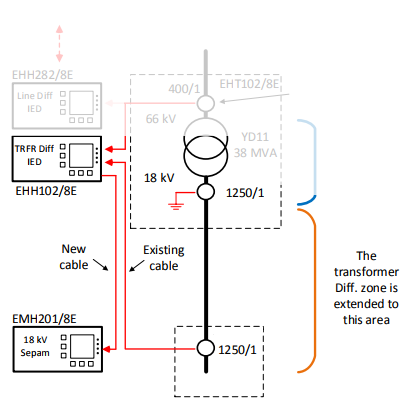 EHH282/8E
Line Diff
IED
400/1
EHT102/8E
66 kV
YD11
38 MVA
TRFR Diff
IED
EHH102/8E
18 kV
1250/1
New
cable
Existing
cable
The
transformer
Diff. zone is
extended to
this area
EMH201/8E
18 kV
Sepam
1250/1